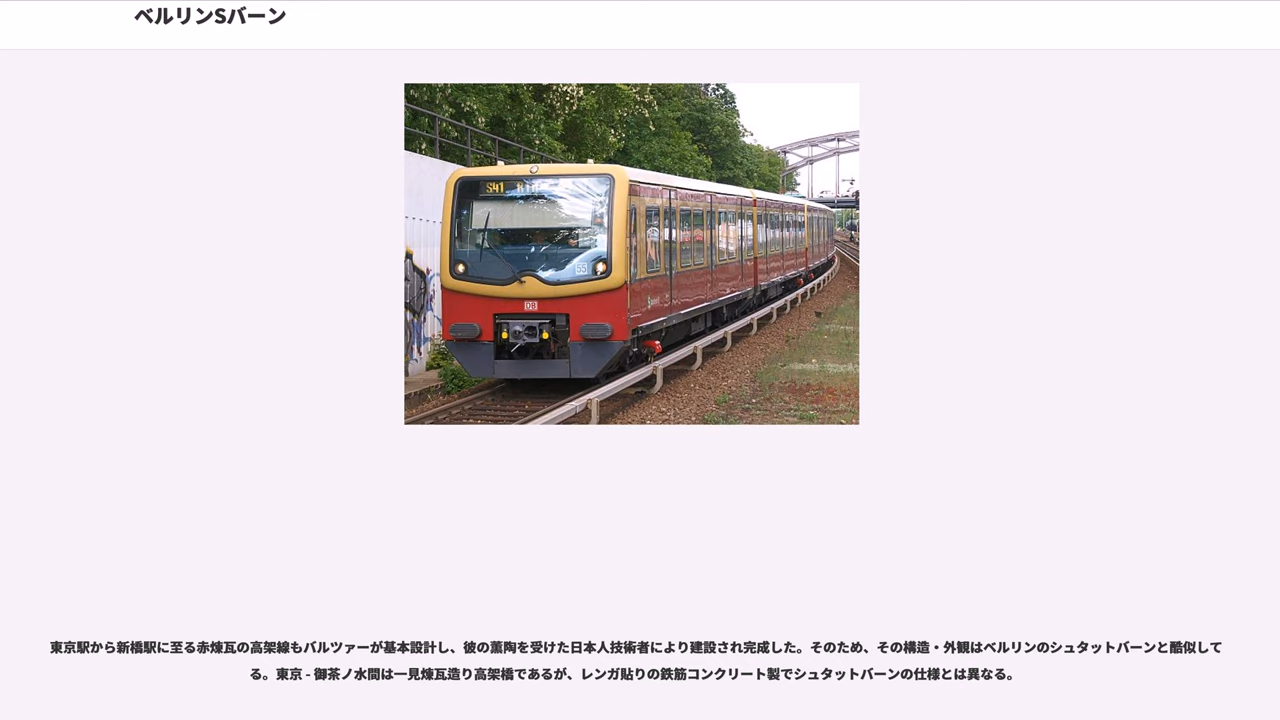 ベルリンSバーン
S41
55
DB
東京駅から新橋駅に至る赤煉瓦の高架線もバルツァーが基本設計し、彼の薫陶を受けた日本人技術者により建設され完成した。そのため、その構造・外観はベルリンのシュタットバーンと酷似して
る。東京 - 御茶ノ水間は一見煉瓦造り高架橋であるが、レンガ貼りの鉄筋コンクリート製でシュタットバーンの仕様とは異なる。